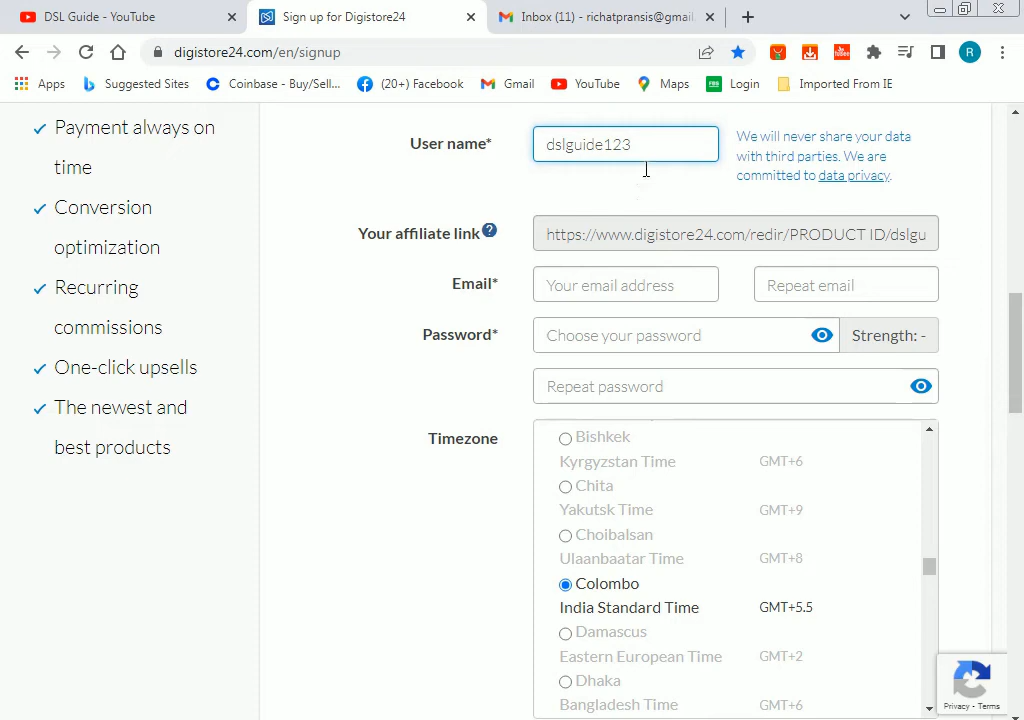 DSL Guide - YouTube
Sign up for Digistore24
Inbox (11) - richatpransis@gmail.
digistore24.com/en/signup
R
Apps
Suggested Sites
Coinbase - Buy/Sell...
(20+) Facebook
Gmail
YouTube
Maps
Login
Imported From IE
Payment always on
time
Conversion
optimization
Recurring
commissions
One-click upsells
The newest and
best products
User name*
dslguide123
We will never share your data
with third parties. We are
committed to data privacy.
Your affiliate link ?
https://www.digistore24.com/redir/PRODUCT ID/dslgu
Email*
Your email address
Repeat email
Password*
Choose your password
Strength: -
Repeat password
Timezone
Bishkek
Kyrgyzstan Time GMT+6
Chita
Yakutsk Time GMT+9
Choibalsan
Ulaanbaatar Time GMT+8
Colombo
India Standard Time GMT+5.5
Damascus
Eastern European Time GMT+2
Dhaka
Bangladesh Time GMT+6
Privacy - Terms